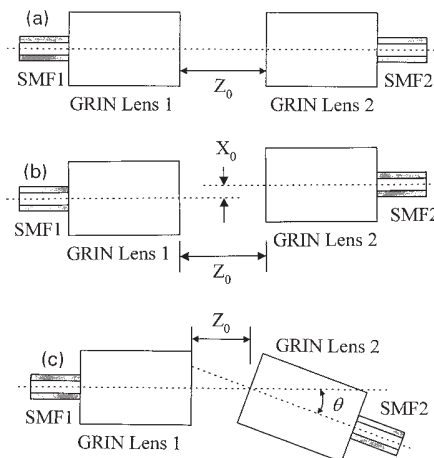 (a)
SMF1
SMF2
GRIN Lens 1
Z₀
GRIN Lens 2
(b)
X₀
SMF1
SMF2
GRIN Lens 1
GRIN Lens 2
Z₀
Z₀
(c)
GRIN Lens 2
θ
SMF1
SMF2
GRIN Lens 1